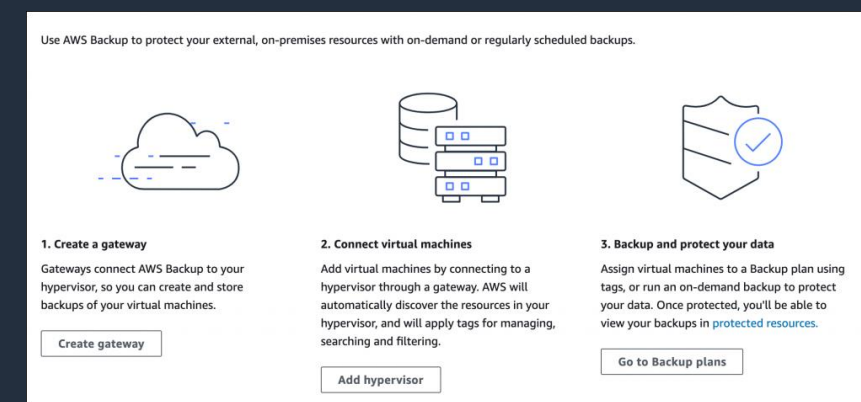 Use AWS Backup to protect your external, on-premises resources with on-demand or regularly scheduled backups.
1. Create a gateway
Gateways connect AWS Backup to your
hypervisor, so you can create and store
backups of your virtual machines.
Create gateway
2. Connect virtual machines
Add virtual machines by connecting to a
hypervisor through a gateway. AWS will
automatically discover the resources in your
hypervisor, and will apply tags for managing,
searching and filtering.
Add hypervisor
3. Backup and protect your data
Assign virtual machines to a Backup plan using
tags, or run an on-demand backup to protect
your data. Once protected, you'll be able to
view your backups in protected resources.
Go to Backup plans